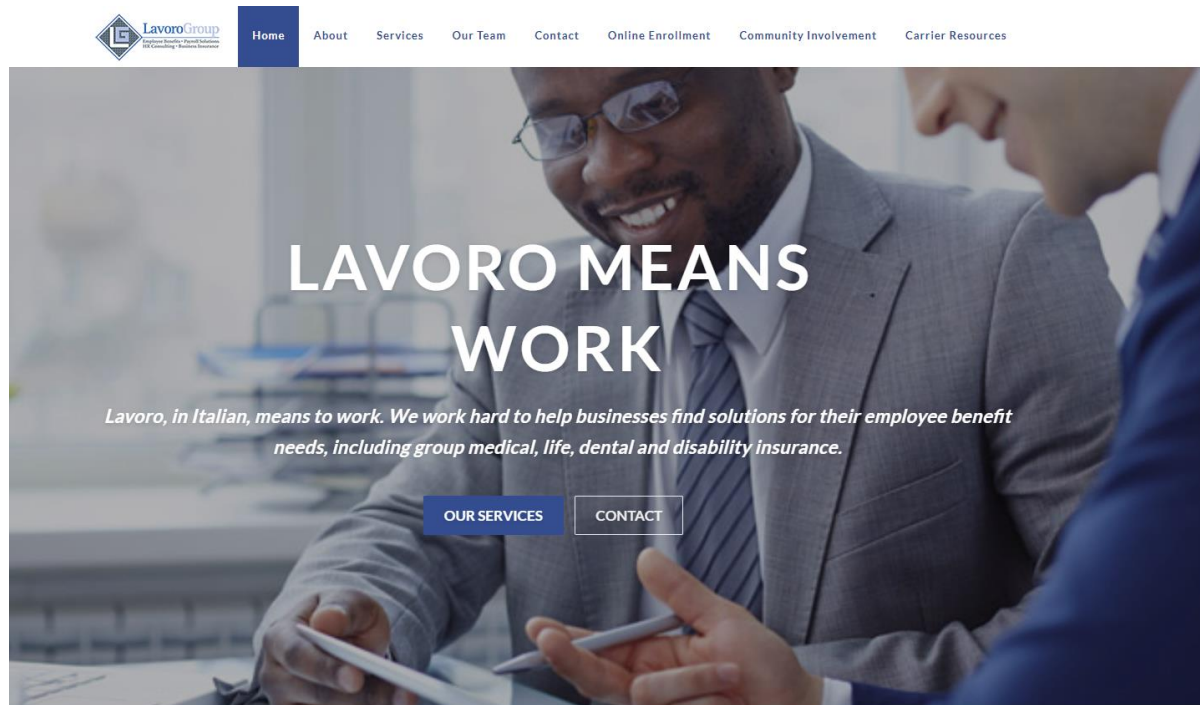 LG
LavoroGroup
Employee Benefits • Payroll Solutions
HR Consulting • Business Insurance
Home
About
Services
Our Team
Contact
Online Enrollment
Community Involvement
Carrier Resources
LAVORO MEANS
WORK
Lavoro, in Italian, means to work. We work hard to help businesses find solutions for their employee benefit
needs, including group medical, life, dental and disability insurance.
OUR SERVICES
CONTACT